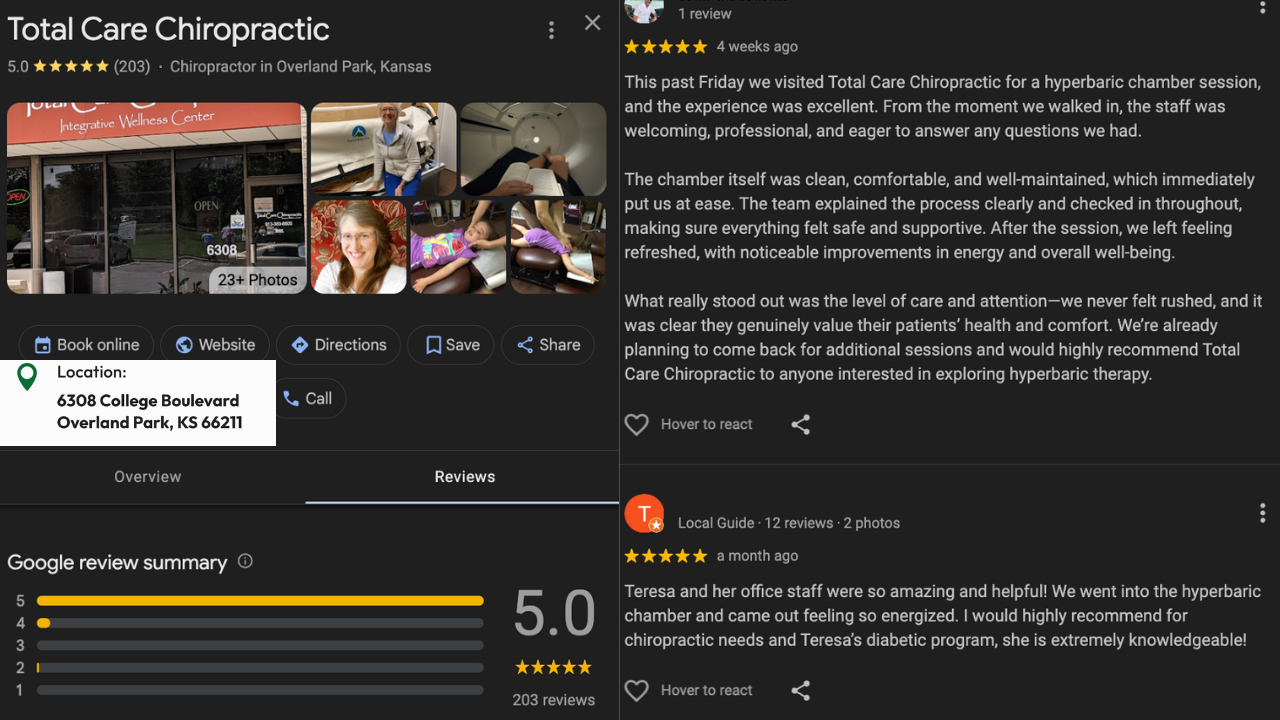 Total Care Chiropractic
5.0 ★★★★★ (203) · Chiropractor in Overland Park, Kansas
Integrative Wellness Center
OPEN
OPEN
6308
23+ Photos
Book online
Website
Directions
Save
Share
Call
Location:
6308 College Boulevard
Overland Park, KS 66211
Overview
Reviews
Google review summary
5
4
3
2
1
5.0
203 reviews
1 review
4 weeks ago
This past Friday we visited Total Care Chiropractic for a hyperbaric chamber session,
and the experience was excellent. From the moment we walked in, the staff was
welcoming, professional, and eager to answer any questions we had.
The chamber itself was clean, comfortable, and well-maintained, which immediately
put us at ease. The team explained the process clearly and checked in throughout,
making sure everything felt safe and supportive. After the session, we left feeling
refreshed, with noticeable improvements in energy and overall well-being.
What really stood out was the level of care and attention—we never felt rushed, and it
was clear they genuinely value their patients’ health and comfort. We’re already
planning to come back for additional sessions and would highly recommend Total
Care Chiropractic to anyone interested in exploring hyperbaric therapy.
Hover to react
T
Local Guide · 12 reviews · 2 photos
a month ago
Teresa and her office staff were so amazing and helpful! We went into the hyperbaric
chamber and came out feeling so energized. I would highly recommend for
chiropractic needs and Teresa’s diabetic program, she is extremely knowledgeable!
Hover to react